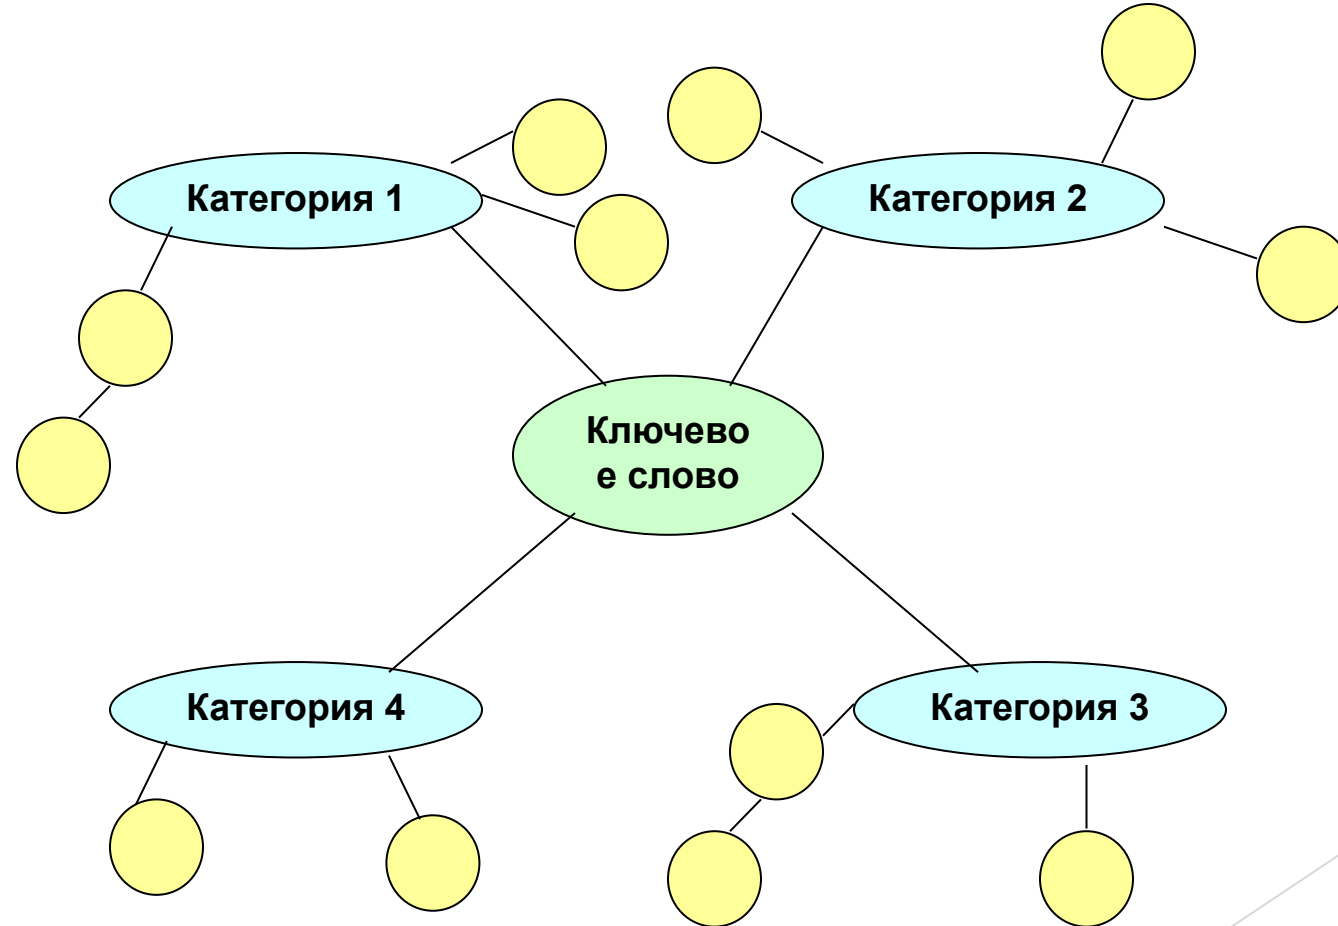 Категория 1
Категория 2
Ключево
е слово
Категория 4
Категория 3